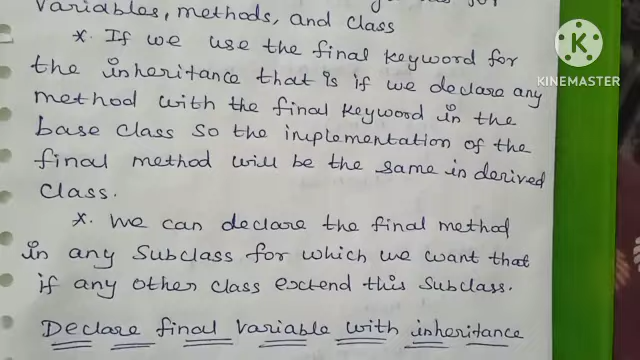 variables, methods, and class
* If we use the final keyword for
the inheritance that is if we declare any
method with the final keyword in the
base class so the implementation of the
final method will be the same in derived
class.
* We can declare the final method
in any subclass for which we want that
if any other class extend this subclass.
Declare final variable with inheritance
KINEMASTER